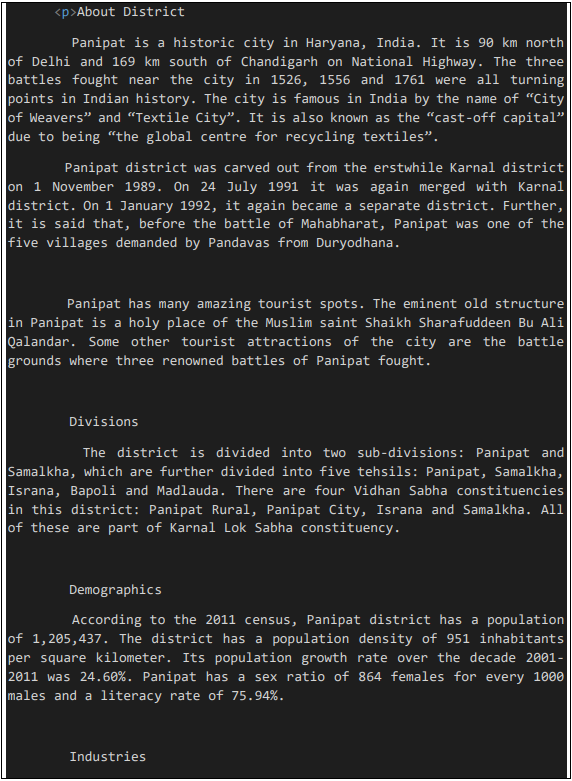 <p>About District
Panipat is a historic city in Haryana, India. It is 90 km north
of Delhi and 169 km south of Chandigarh on National Highway. The three
battles fought near the city in 1526, 1556 and 1761 were all turning
points in Indian history. The city is famous in India by the name of “City
of Weavers” and “Textile City”. It is also known as the “cast-off capital”
due to being “the global centre for recycling textiles”.
Panipat district was carved out from the erstwhile Karnal district
on 1 November 1989. On 24 July 1991 it was again merged with Karnal
district. On 1 January 1992, it again became a separate district. Further,
it is said that, before the battle of Mahabharat, Panipat was one of the
five villages demanded by Pandavas from Duryodhana.
Panipat has many amazing tourist spots. The eminent old structure
in Panipat is a holy place of the Muslim saint Shaikh Sharafuddeen Bu Ali
Qalandar. Some other tourist attractions of the city are the battle
grounds where three renowned battles of Panipat fought.
Divisions
The district is divided into two sub-divisions: Panipat and
Samalkha, which are further divided into five tehsils: Panipat, Samalkha,
Israna, Bapoli and Madlauda. There are four Vidhan Sabha constituencies
in this district: Panipat Rural, Panipat City, Israna and Samalkha. All
of these are part of Karnal Lok Sabha constituency.
Demographics
According to the 2011 census, Panipat district has a population
of 1,205,437. The district has a population density of 951 inhabitants
per square kilometer. Its population growth rate over the decade 2001-
2011 was 24.60%. Panipat has a sex ratio of 864 females for every 1000
males and a literacy rate of 75.94%.
Industries